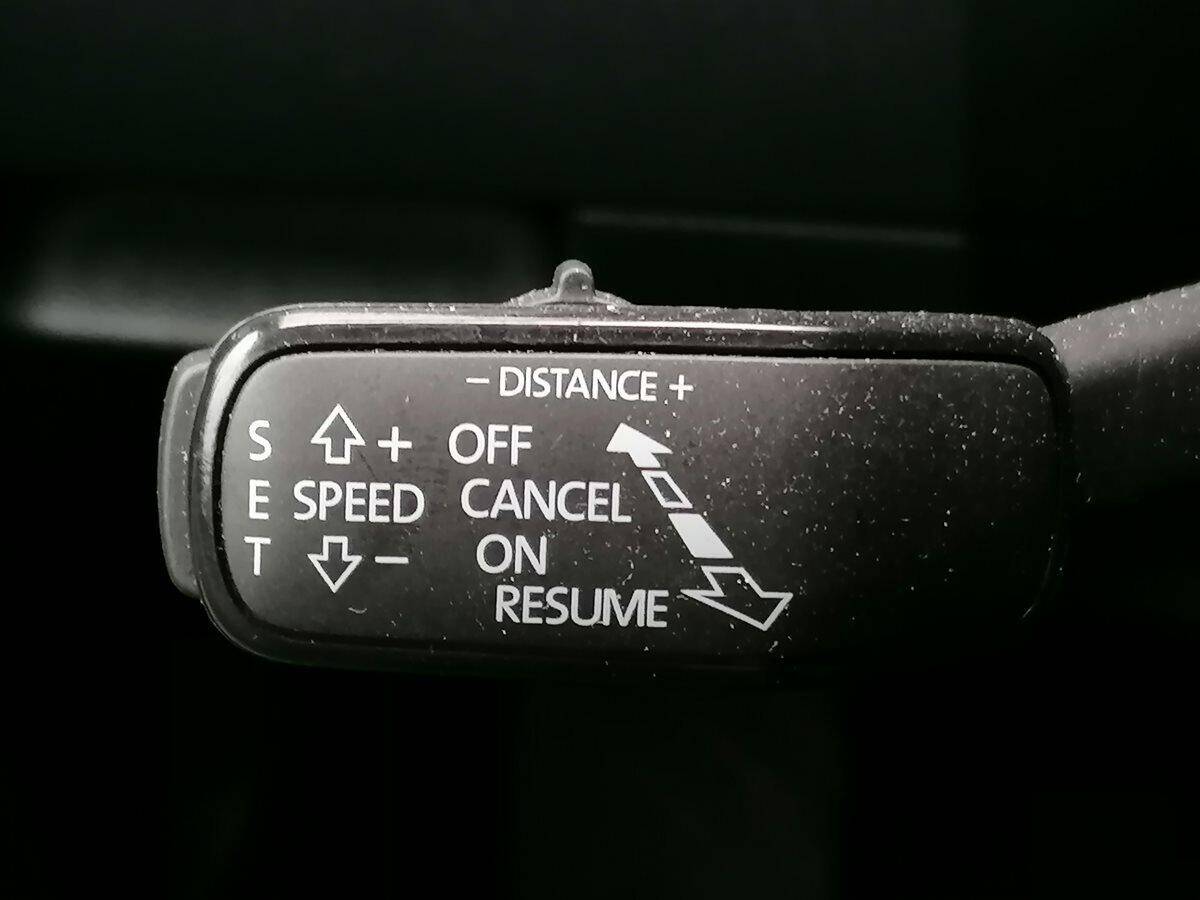 - DISTANCE +
S + OFF
E SPEED CANCEL
T - ON
RESUME